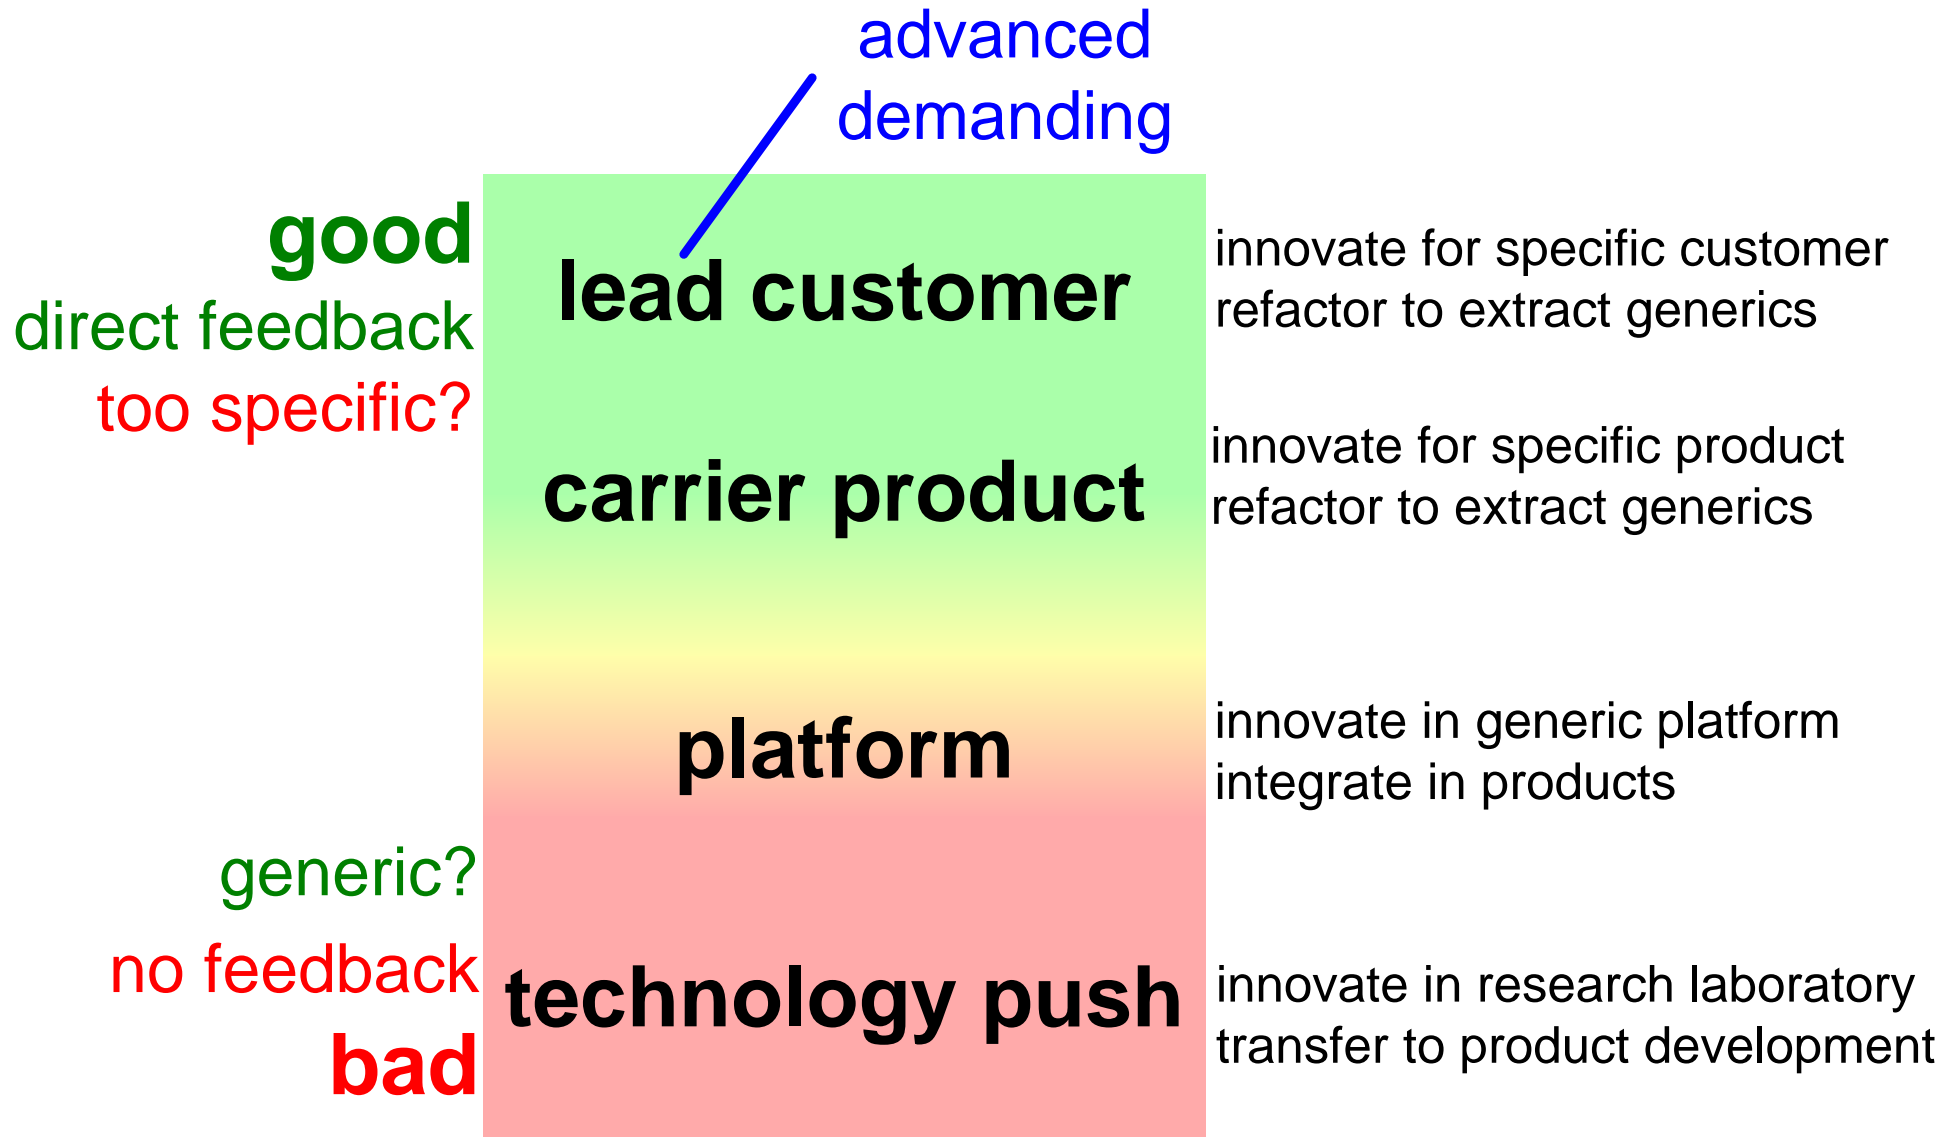 advanced
demanding
good
direct feedback
too specific?
lead customer
innovate for specific customer
refactor to extract generics
carrier product
innovate for specific product
refactor to extract generics
platform
innovate in generic platform
integrate in products
generic?
no feedback
bad
technology push
innovate in research laboratory
transfer to product development